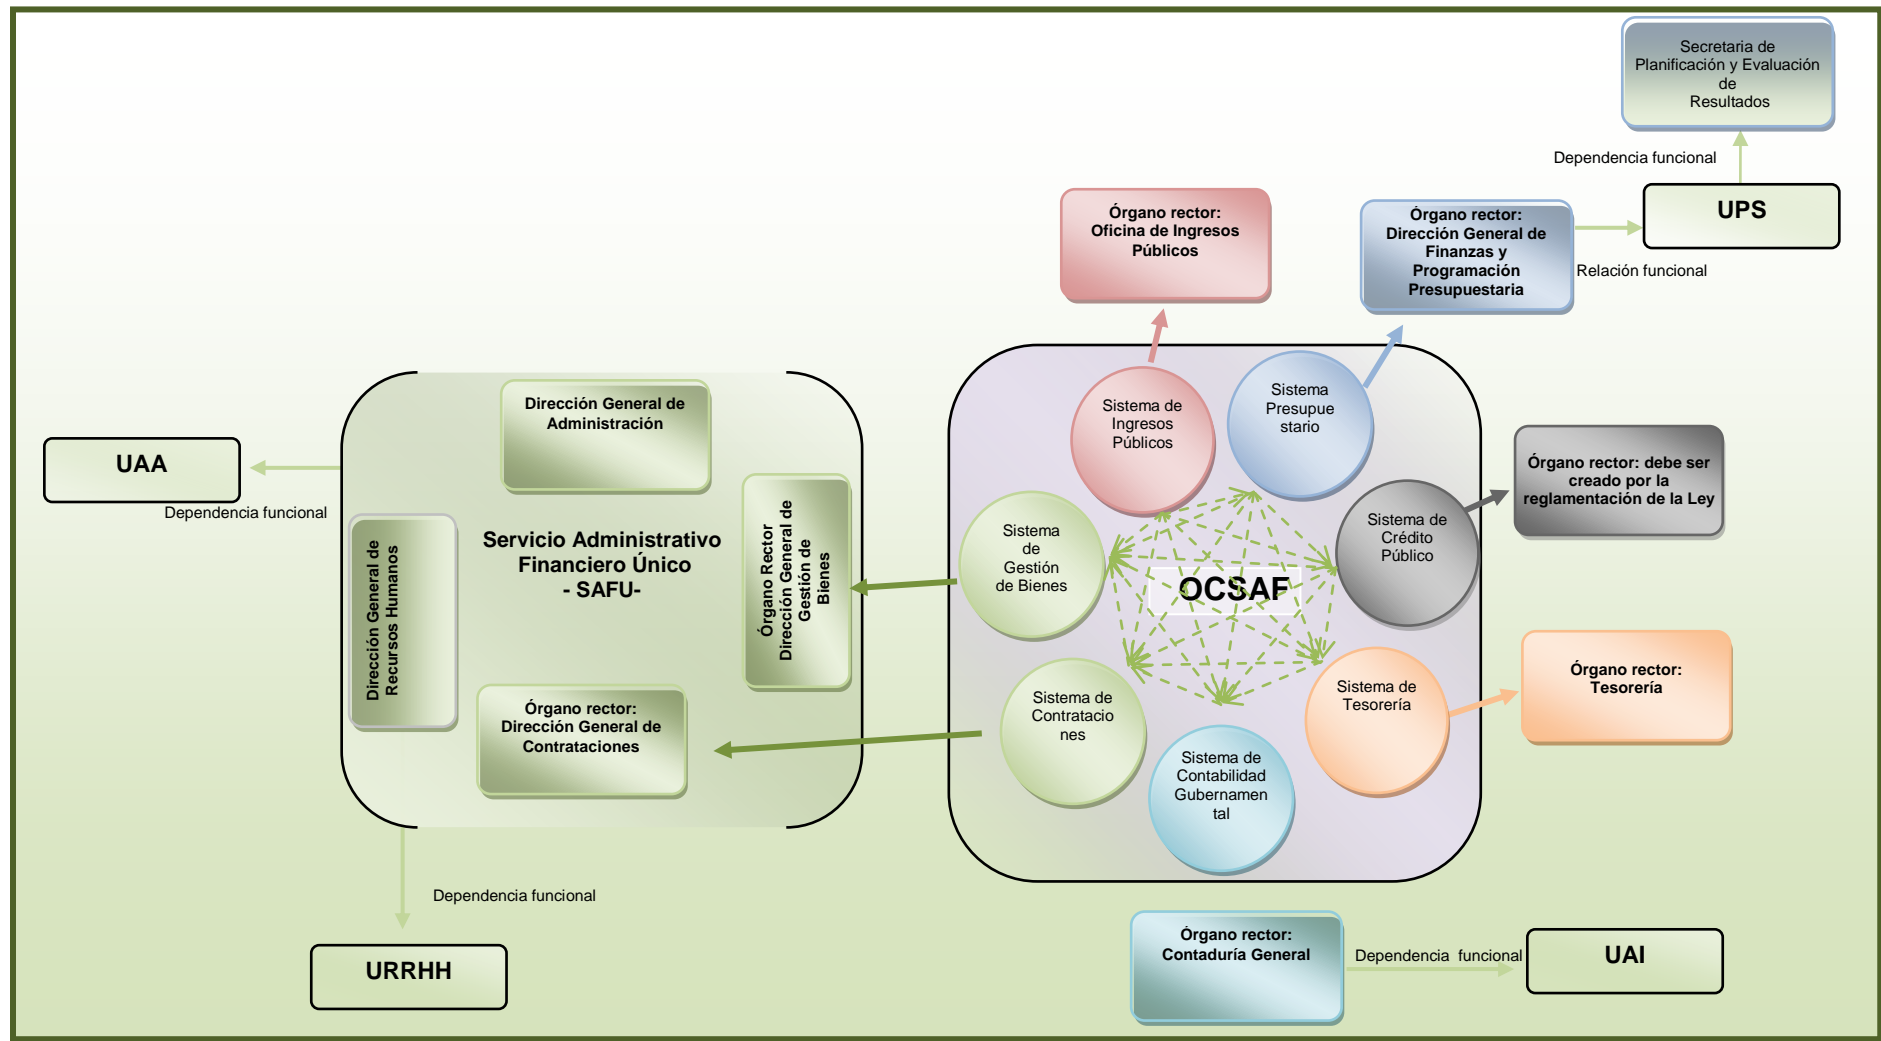 Secretaria de
Planificación y Evaluación
de
Resultados
Dependencia funcional
UPS
Órgano rector:
Oficina de Ingresos
Públicos
Órgano rector:
Dirección General de
Finanzas y
Programación
Presupuestaria
Relación funcional
Dirección General de
Administración
UAA
Dependencia funcional
Dirección General de
Recursos Humanos
Servicio Administrativo
Financiero Único
- SAFU-
Órgano Rector
Dirección General de
Gestión de
Bienes
Órgano rector:
Dirección General de
Contrataciones
Sistema de
Ingresos
Públicos
Sistema
Presupue
stario
Órgano rector: debe ser
creado por la
reglamentación de la Ley
Sistema
de
Gestión
de Bienes
Sistema de
Crédito
Público
OCSAF
Órgano rector:
Tesorería
Sistema de
Contratacio
nes
Sistema de
Tesorería
Sistema de
Contabilidad
Gubernamen
tal
Dependencia funcional
URRHH
Órgano rector:
Contaduría General
Dependencia  funcional
UAI